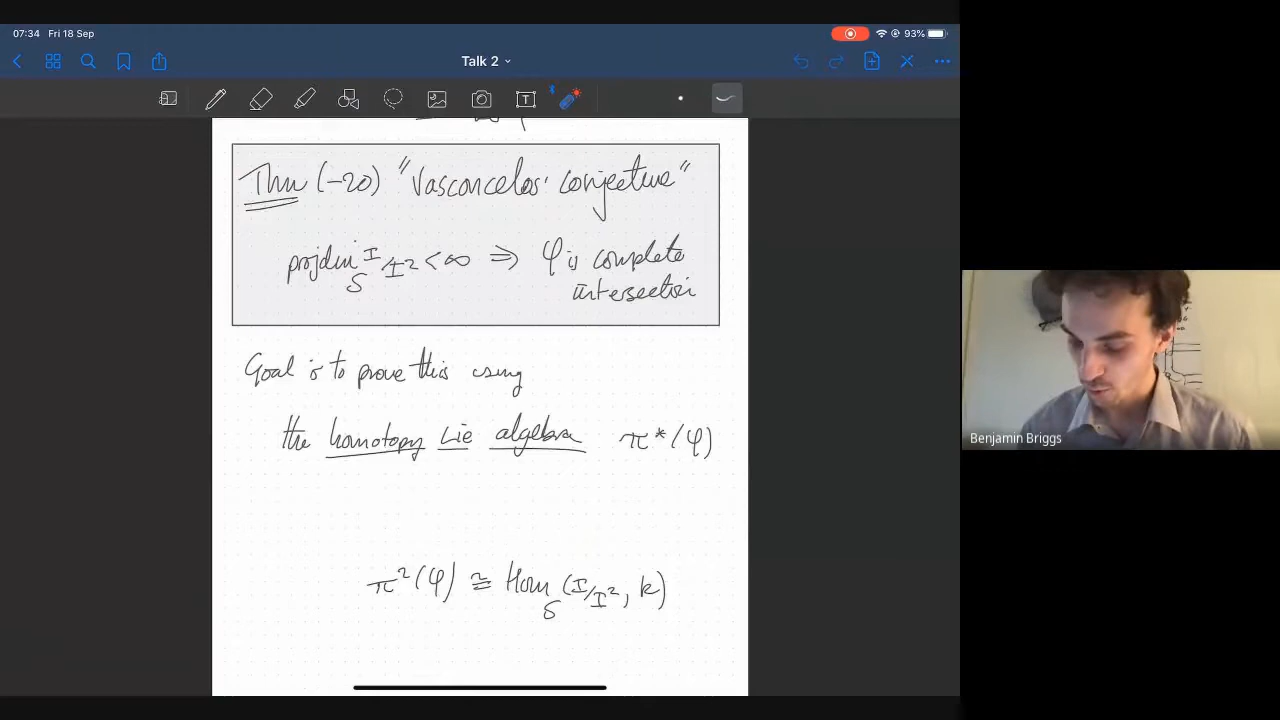 07:34 Fri 18 Sep
93%
Talk 2
Thm (-20) "Vasconcelos' conjecture"
projdim_S I/I² < ∞ ⇒ φ is complete
intersection
Goal is to prove this using
the homotopy Lie algebra π*(φ)
π²(φ) ≅ Hom_S (I/I², k)
Benjamin Briggs